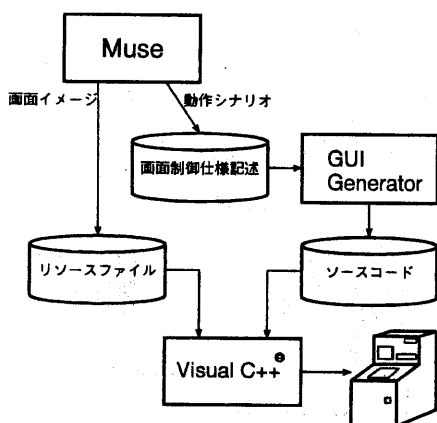 Muse
画面イメージ
動作シナリオ
画面制御仕様記述
GUI
Generator
リソースファイル
ソースコード
Visual C++®